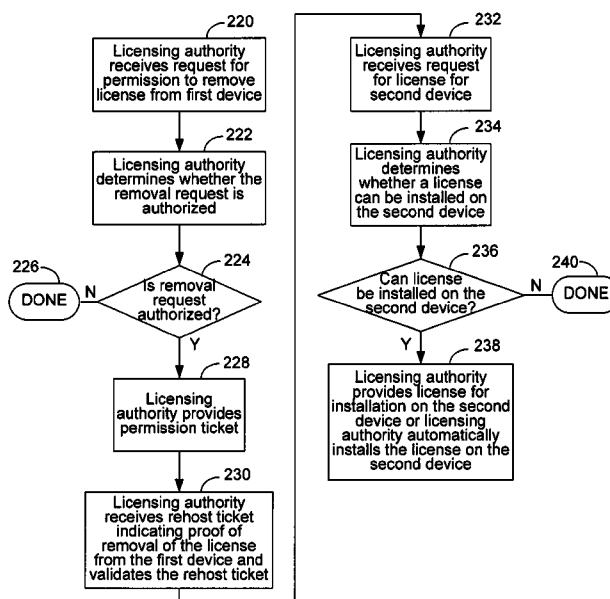 220
Licensing authority
receives request for
permission to remove
license from first device
222
Licensing authority
determines whether the
removal request is
authorized
224
226
Is removal
request
authorized?
DONE
N
Y
228
Licensing
authority provides
permission ticket
230
Licensing authority
receives rehost ticket
indicating proof of
removal of the license
from the first device and
validates the rehost ticket
232
Licensing authority
receives request
for license for
second device
234
Licensing authority
determines
whether a license
can be installed on
the second device
236
240
Can license
be installed on the
second device?
N
DONE
Y
238
Licensing authority
provides license for
installation on the second
device or licensing
authority automatically
installs the license on the
second device